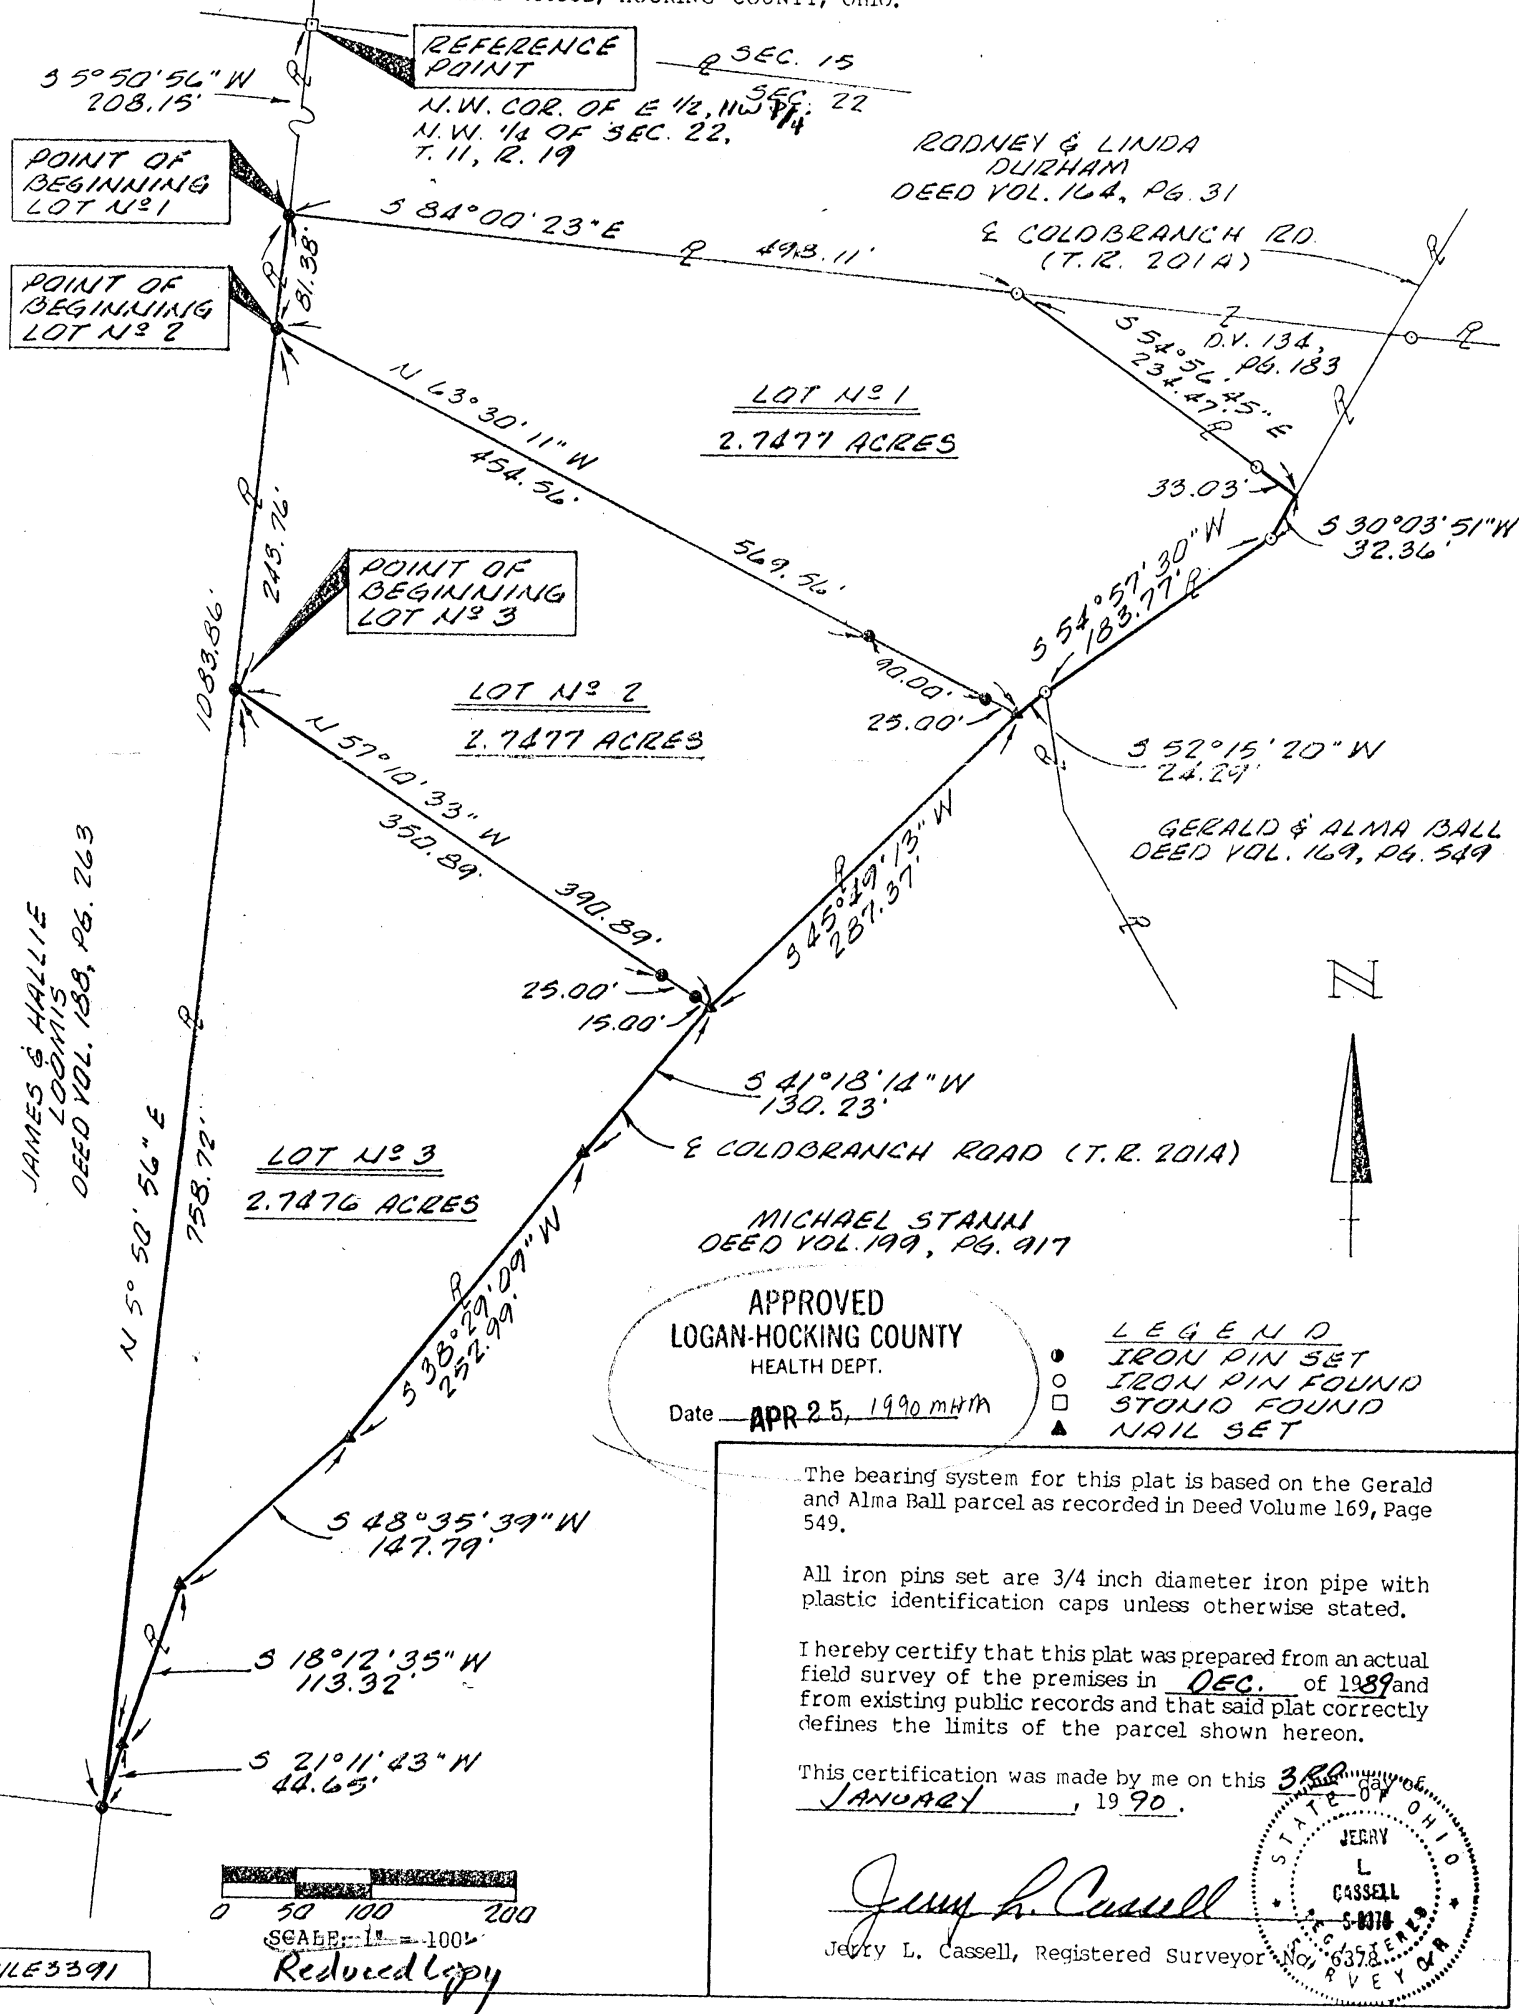 HOCKING COUNTY, OHIO.
REFERENCE
POINT
SEC. 15
SEC. 22
S 5°50'56" W
208.15'
N.W. COR. OF E 1/2, NW 1/4
N.W. 1/4 OF SEC. 22,
T. 11, R. 19
POINT OF
BEGINNING
LOT Nº 1
RODNEY & LINDA
DURHAM
DEED VOL. 164, PG. 31
S 84°00'23" E
493.11'
℄ COLDBRANCH RD.
(T.R. 201A)
81.38'
POINT OF
BEGINNING
LOT Nº 2
D.V. 134,
PG. 183
S 54°56'45" E
234.47'
N 63°30'11" W
454.56'
LOT Nº 1
2.7477 ACRES
33.03'
S 30°03'51" W
32.36'
243.76'
569.56'
S 54°57'30" W
183.77'
POINT OF
BEGINNING
LOT Nº 3
1083.86'
90.00'
25.00'
LOT Nº 2
2.7477 ACRES
S 52°15'20" W
24.29'
N 57°10'33" W
350.89'
390.89'
GERALD & ALMA BALL
DEED VOL. 169, PG. 549
S 45°49'13" W
287.37'
JAMES & HALLIE
LOOMIS
DEED VOL. 188, PG. 263
25.00'
15.00'
N
S 41°18'14" W
130.23'
℄ COLDBRANCH ROAD (T.R. 201A)
N 5°50'56" E
758.72'
LOT Nº 3
2.7476 ACRES
MICHAEL STANN
DEED VOL. 199, PG. 917
S 38°29'09" W
252.99'
APPROVED
LOGAN-HOCKING COUNTY
HEALTH DEPT.
Date APR 25, 1990 mHm
LEGEND
IRON PIN SET
IRON PIN FOUND
STOND FOUND
NAIL SET
S 48°35'39" W
147.79'
S 18°12'35" W
113.32'
S 21°11'43" W
44.65'
The bearing system for this plat is based on the Gerald
and Alma Ball parcel as recorded in Deed Volume 169, Page
549.
All iron pins set are 3/4 inch diameter iron pipe with
plastic identification caps unless otherwise stated.
I hereby certify that this plat was prepared from an actual
field survey of the premises in DEC. of 1989 and
from existing public records and that said plat correctly
defines the limits of the parcel shown hereon.
This certification was made by me on this 3RD day of
JANUARY, 1990.
STATE OF OHIO
JERRY
L.
CASSELL
S-6378
REGISTERED
SURVEYOR
Jerry L. Cassell
Jerry L. Cassell, Registered Surveyor No. 6378
0 50 100 200
SCALE: 1" = 100'
Reduced Copy
3391